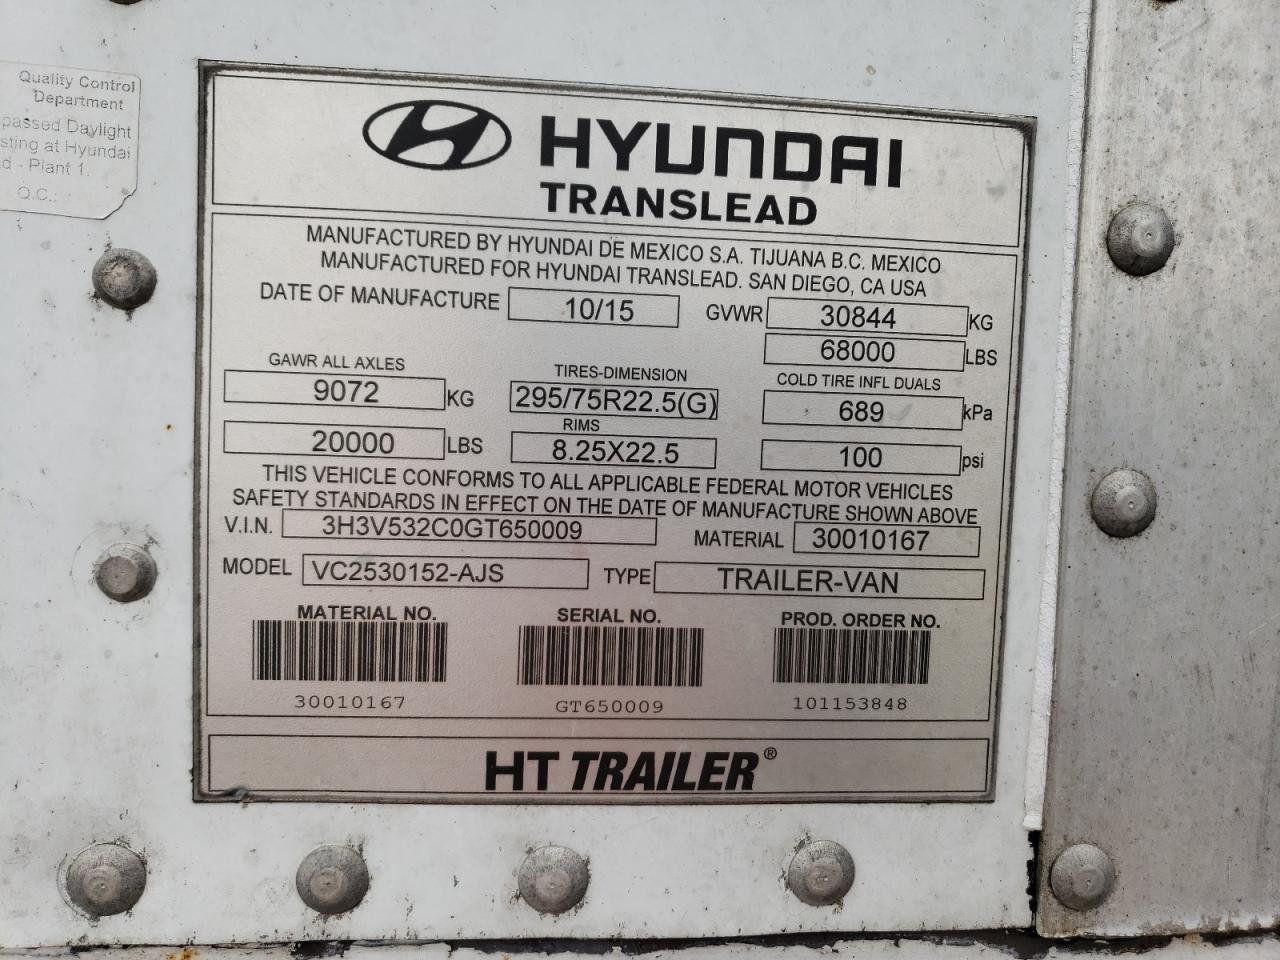 Quality Control
Department
passed Daylight
sting at Hyundai
d - Plant 1.
Q.C.:
HYUNDAI
TRANSLEAD
MANUFACTURED BY HYUNDAI DE MEXICO S.A. TIJUANA B.C. MEXICO
MANUFACTURED FOR HYUNDAI TRANSLEAD. SAN DIEGO, CA USA
DATE OF MANUFACTURE 10/15 GVWR 30844 KG
68000 LBS
GAWR ALL AXLES TIRES-DIMENSION COLD TIRE INFL DUALS
9072 KG 295/75R22.5(G) 689 kPa
RIMS
20000 LBS 8.25X22.5 100 psi
THIS VEHICLE CONFORMS TO ALL APPLICABLE FEDERAL MOTOR VEHICLES
SAFETY STANDARDS IN EFFECT ON THE DATE OF MANUFACTURE SHOWN ABOVE
V.I.N. 3H3V532C0GT650009 MATERIAL 30010167
MODEL VC2530152-AJS TYPE TRAILER-VAN
MATERIAL NO. SERIAL NO. PROD. ORDER NO.
30010167 GT650009 101153848
HT TRAILER®